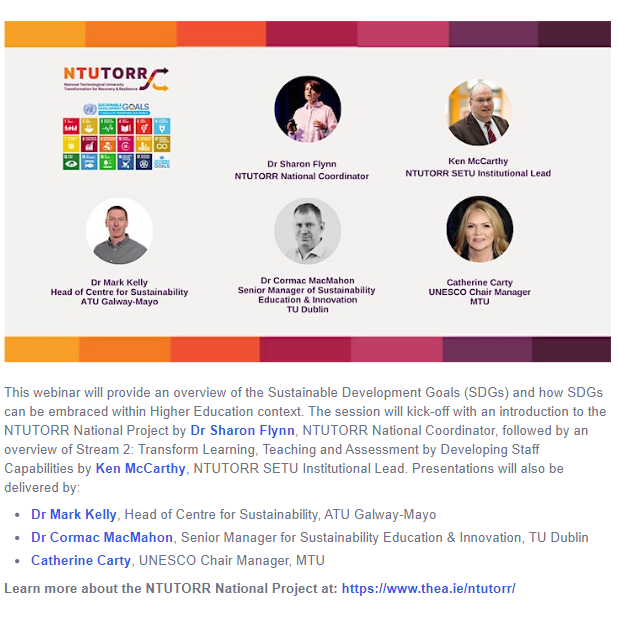 NTUTORR
National Technological University
Transformation for Recovery & Resilience
SUSTAINABLE DEVELOPMENT
GOALS
Dr Sharon Flynn
NTUTORR National Coordinator
Ken McCarthy
NTUTORR SETU Institutional Lead
Dr Mark Kelly
Head of Centre for Sustainability
ATU Galway-Mayo
Dr Cormac MacMahon
Senior Manager of Sustainability
Education & Innovation
TU Dublin
Catherine Carty
UNESCO Chair Manager
MTU
This webinar will provide an overview of the Sustainable Development Goals (SDGs) and how SDGs
can be embraced within Higher Education context. The session will kick-off with an introduction to the
NTUTORR National Project by Dr Sharon Flynn, NTUTORR National Coordinator, followed by an
overview of Stream 2: Transform Learning, Teaching and Assessment by Developing Staff
Capabilities by Ken McCarthy, NTUTORR SETU Institutional Lead. Presentations will also be
delivered by:
• Dr Mark Kelly, Head of Centre for Sustainability, ATU Galway-Mayo
• Dr Cormac MacMahon, Senior Manager for Sustainability Education & Innovation, TU Dublin
• Catherine Carty, UNESCO Chair Manager, MTU
Learn more about the NTUTORR National Project at: https://www.thea.ie/ntutorr/